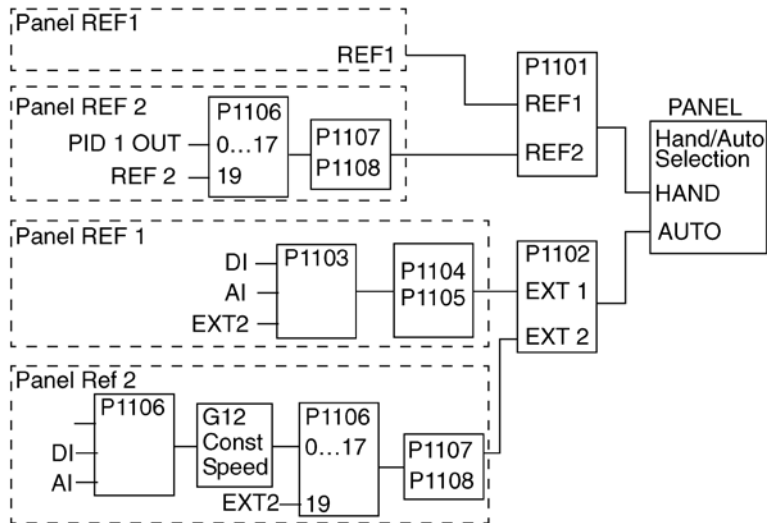 Panel REF1
REF1
Panel REF 2
PID 1 OUT
REF 2
P1106
0...17
19
P1107
P1108
P1101
REF1
REF2
PANEL
Hand/Auto
Selection
HAND
AUTO
Panel REF 1
DI
AI
EXT2
P1103
P1104
P1105
P1102
EXT 1
EXT 2
Panel Ref 2
P1106
DI
AI
G12
Const
Speed
P1106
0...17
EXT2
19
P1107
P1108